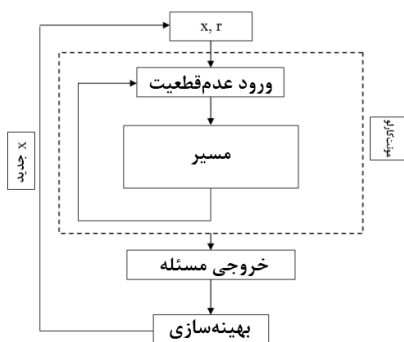 x, r
ورود عدم‌قطعیت
مسیر
مونت‌کارلو
x جدید
خروجی مسئله
بهینه‌سازی